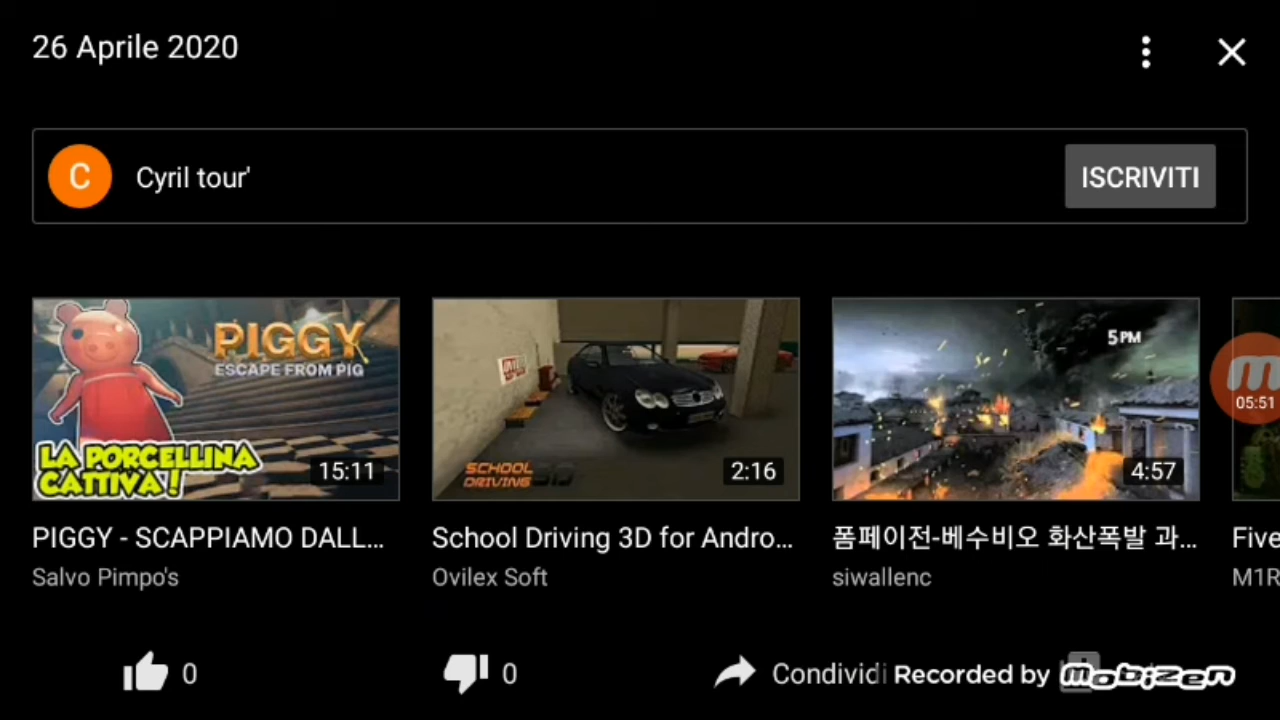 26 Aprile 2020
C
Cyril tour'
ISCRIVITI
PIGGY
ESCAPE FROM PIG
LA PORCELLINA
CATTIVA!
15:11
SCHOOL
DRIVING 3D
2:16
5 PM
4:57
m
05:51
PIGGY - SCAPPIAMO DALL...
Salvo Pimpo's
School Driving 3D for Andro...
Ovilex Soft
폼페이전-베수비오 화산폭발 과...
siwallenc
Five
M1R
0
0
Condividi
Recorded by mobizen